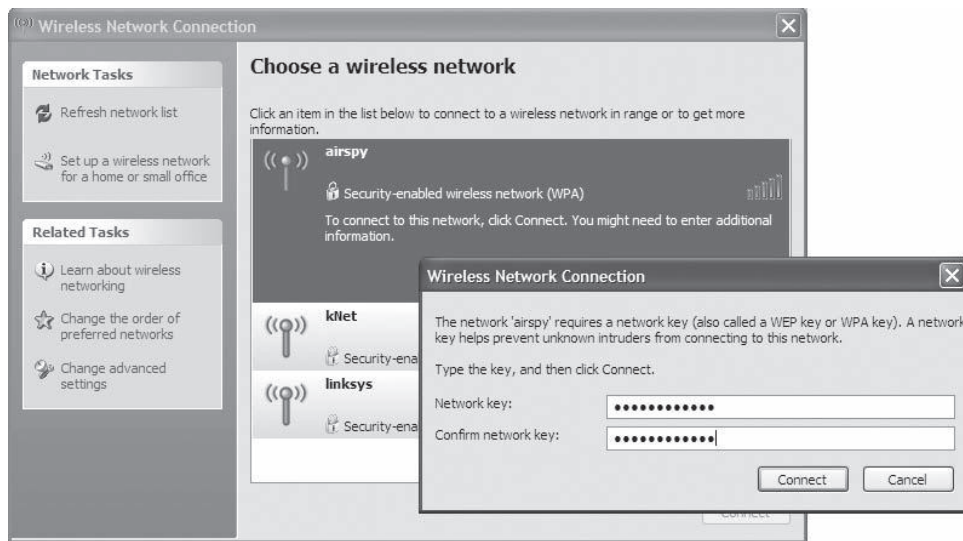 Wireless Network Connection
Network Tasks
Refresh network list
Set up a wireless network
for a home or small office
Related Tasks
Learn about wireless
networking
Change the order of
preferred networks
Change advanced
settings
Choose a wireless network
Click an item in the list below to connect to a wireless network in range or to get more
information.
airspy
Security-enabled wireless network (WPA)
To connect to this network, click Connect. You might need to enter additional
information.
kNet
Security-ena
linksys
Security-ena
Connect
Wireless Network Connection
The network 'airspy' requires a network key (also called a WEP key or WPA key). A network
key helps prevent unknown intruders from connecting to this network.
Type the key, and then click Connect.
Network key:
••••••••••••
Confirm network key:
••••••••••••
Connect
Cancel